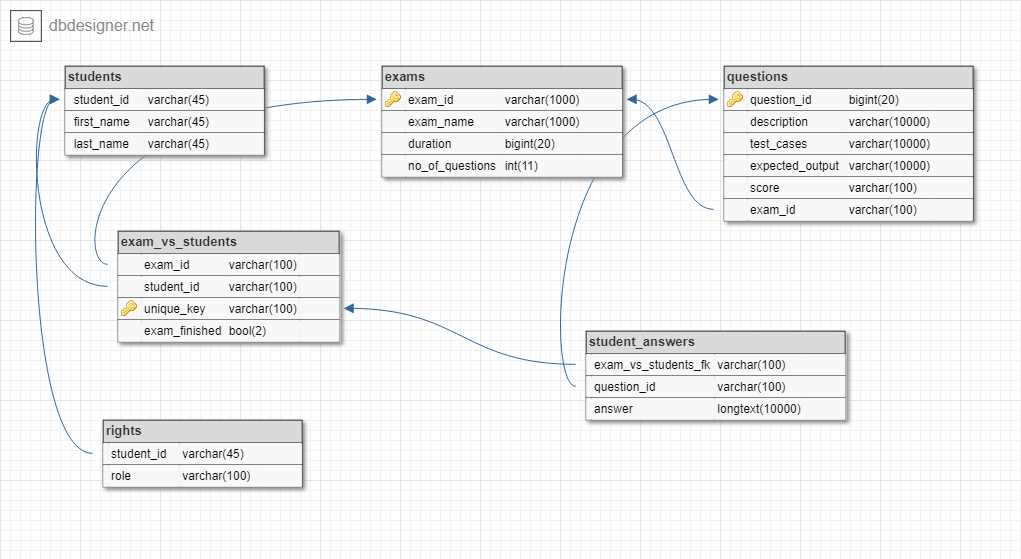 dbdesigner.net
students
student_id varchar(45)
first_name varchar(45)
last_name varchar(45)
exams
exam_id varchar(1000)
exam_name varchar(1000)
duration bigint(20)
no_of_questions int(11)
questions
question_id bigint(20)
description varchar(10000)
test_cases varchar(10000)
expected_output varchar(10000)
score varchar(100)
exam_id varchar(100)
exam_vs_students
exam_id varchar(100)
student_id varchar(100)
unique_key varchar(100)
exam_finished bool(2)
student_answers
exam_vs_students_fk varchar(100)
question_id varchar(100)
answer longtext(10000)
rights
student_id varchar(45)
role varchar(100)